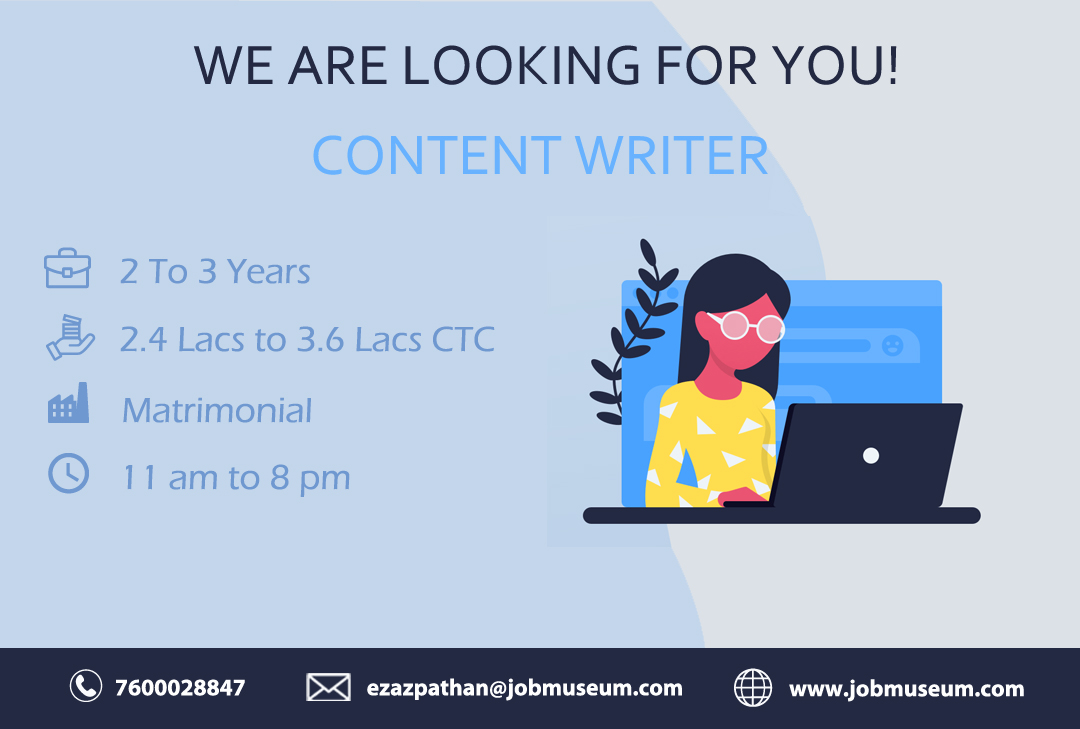 WE ARE LOOKING FOR YOU!
CONTENT WRITER
2 To 3 Years
2.4 Lacs to 3.6 Lacs CTC
Matrimonial
11 am to 8 pm
7600028847 ezazpathan@jobmuseum.com www.jobmuseum.com